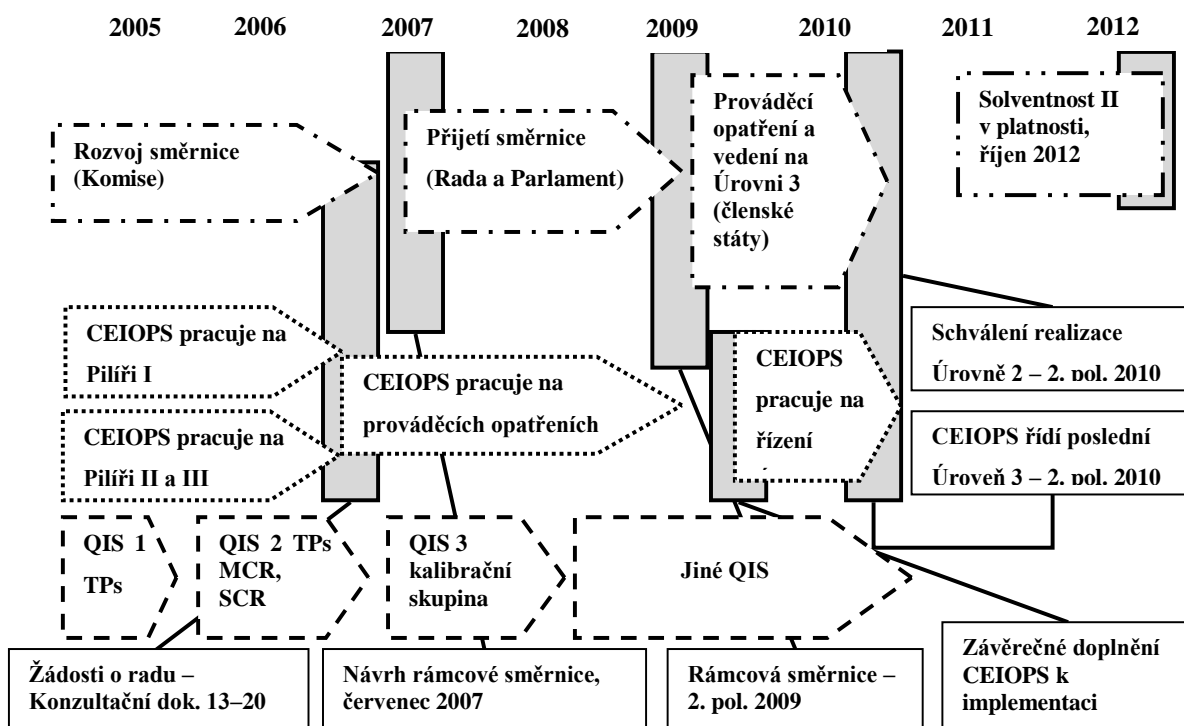 2005 2006 2007 2008 2009 2010 2011 2012
Rozvoj směrnice
(Komise)
Přijetí směrnice
(Rada a Parlament)
Prováděcí
opatření a
vedení na
Úrovni 3
(členské
státy)
Solventnost II
v platnosti,
říjen 2012
CEIOPS pracuje na
Pilíři I
CEIOPS pracuje na
Pilíři II a III
CEIOPS pracuje na
prováděcích opatřeních
CEIOPS
pracuje na
řízení
Schválení realizace
Úrovně 2 – 2. pol. 2010
CEIOPS řídí poslední
Úroveň 3 – 2. pol. 2010
QIS 1
TPs
QIS 2 TPs
MCR,
SCR
QIS 3
kalibrační
skupina
Jiné QIS
Žádosti o radu –
Konzultační dok. 13–20
Návrh rámcové směrnice,
červenec 2007
Rámcová směrnice –
2. pol. 2009
Závěrečné doplnění
CEIOPS k
implementaci